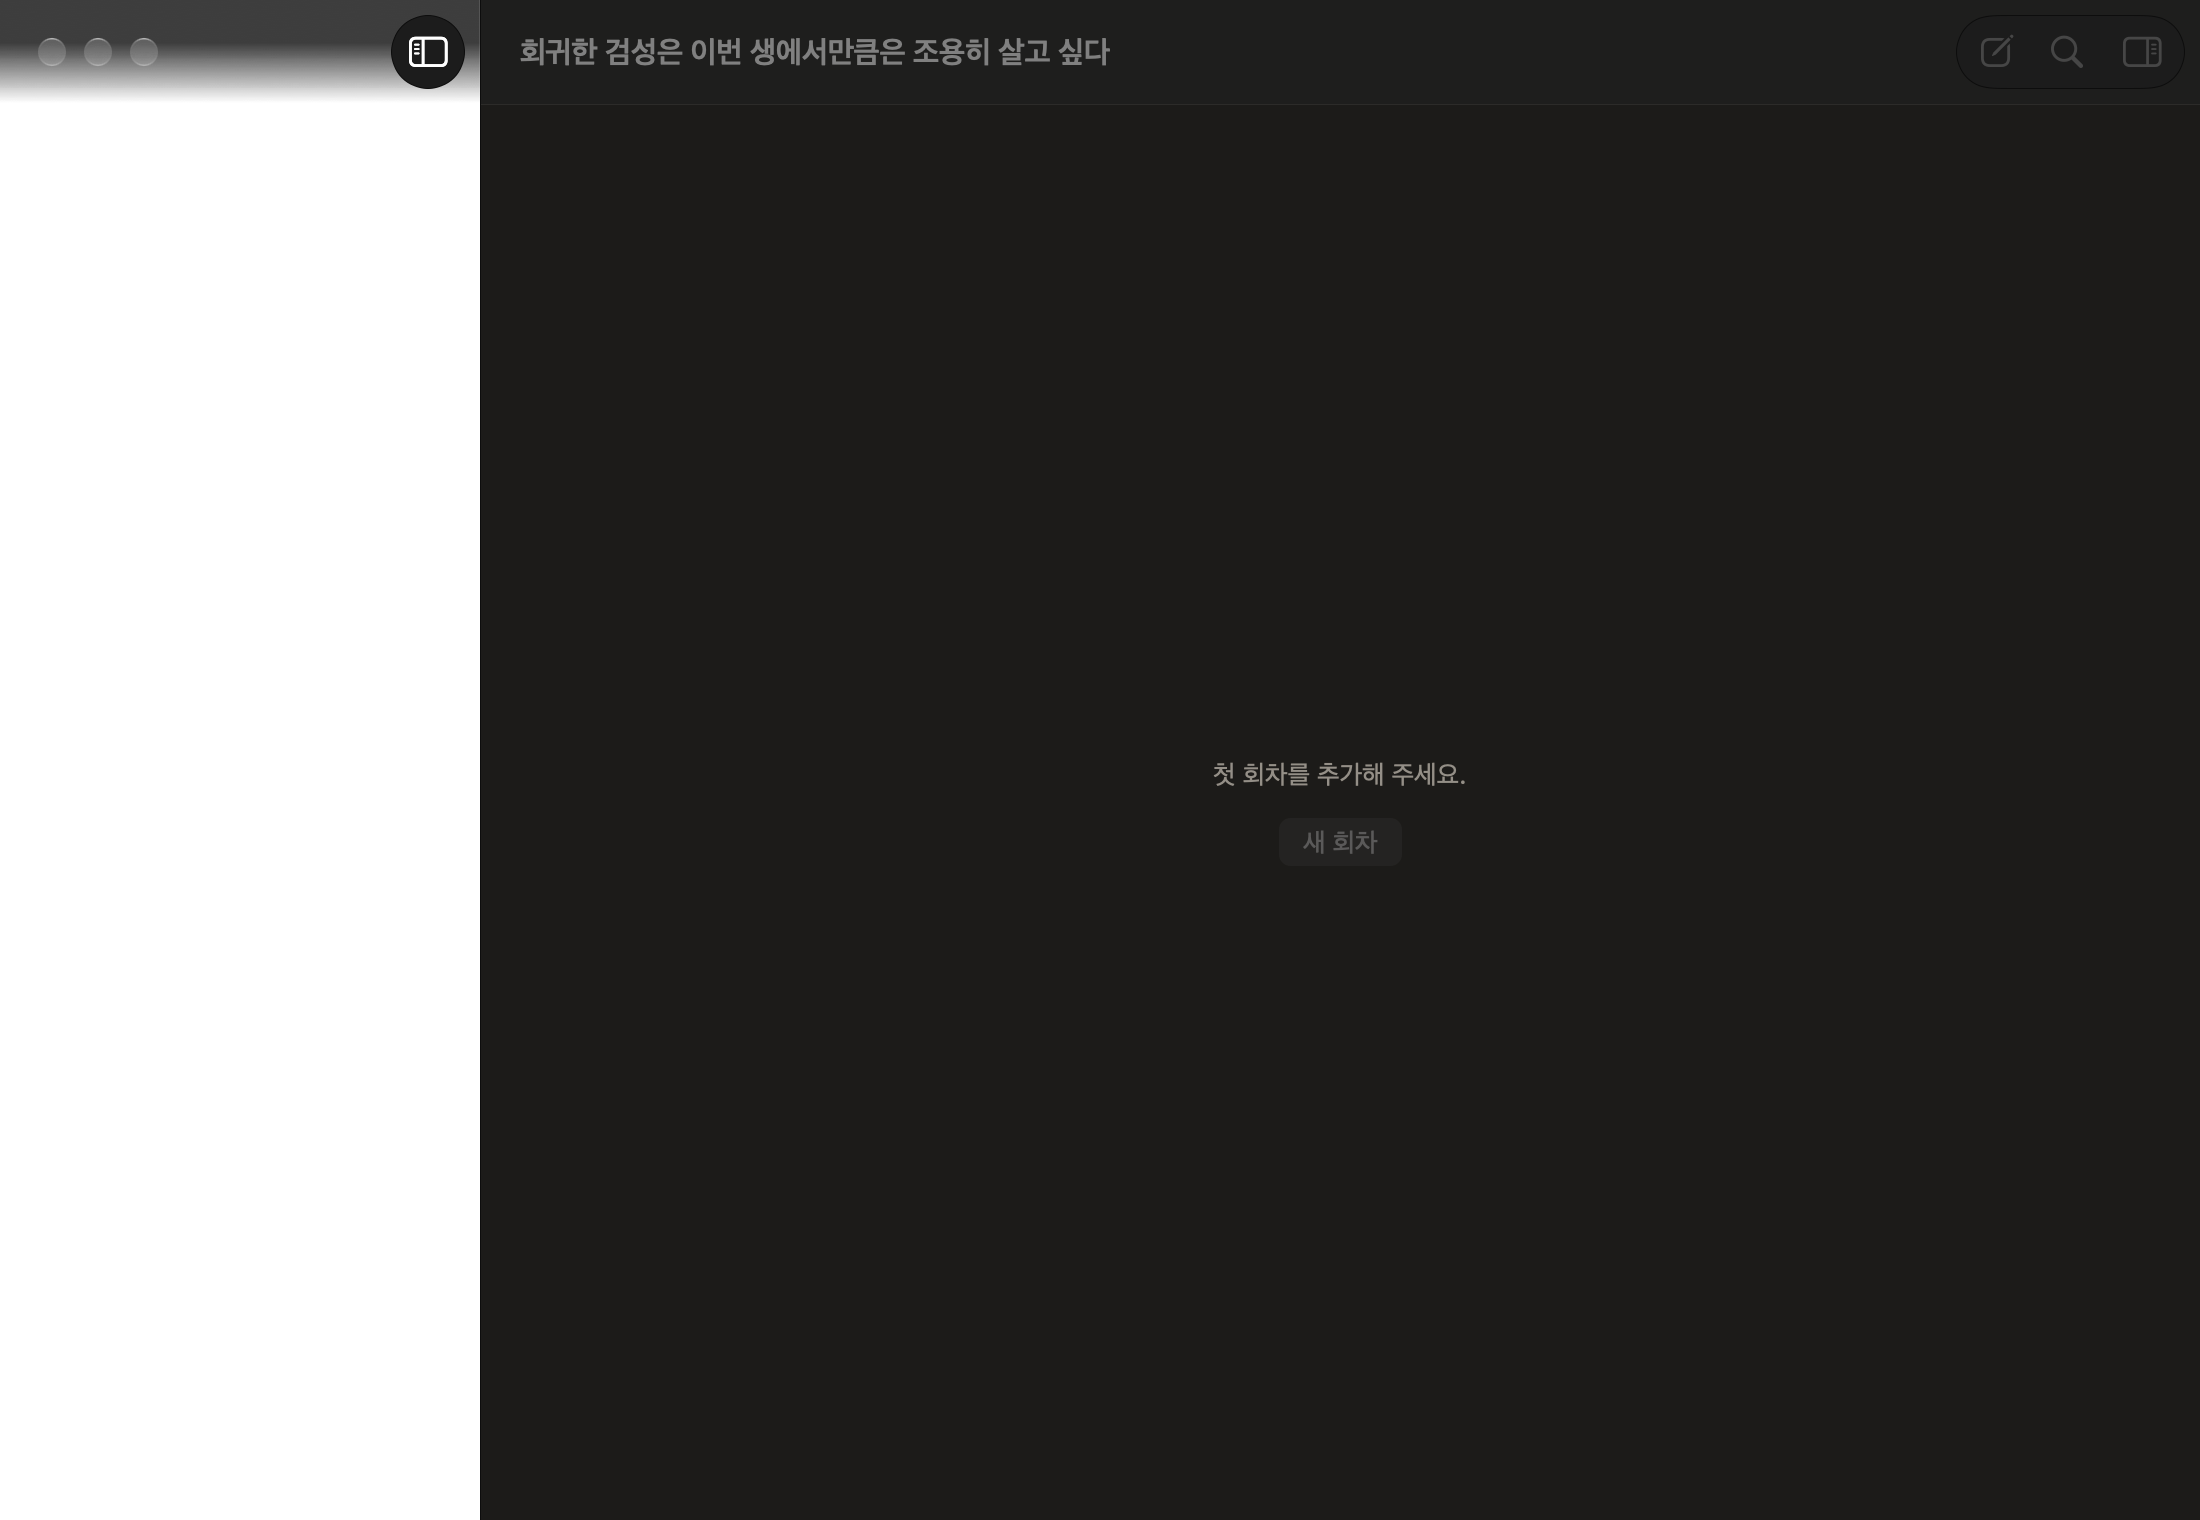 회귀한 검성은 이번 생에서만큼은 조용히 살고 싶다
첫 회차를 추가해 주세요.
새 회차